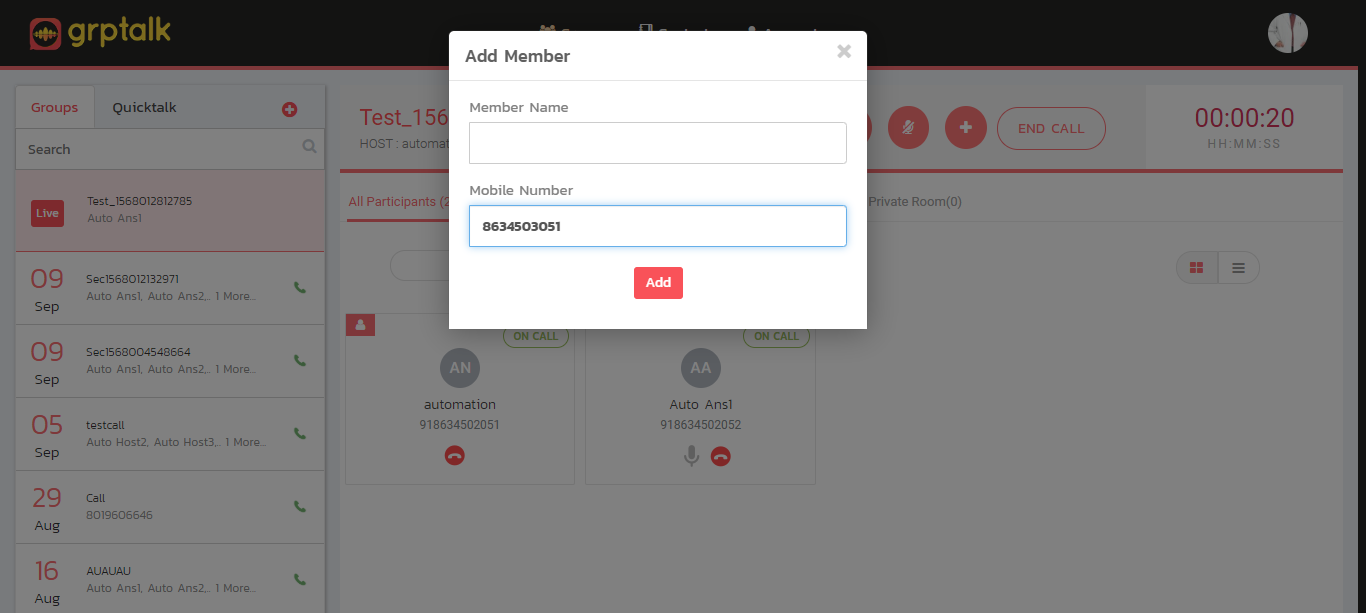 grptalk
Add Member
Groups
Quicktalk
Search
Live
Test_1568012812785
Auto Ans1
09
Sep
Sec1568012132971
Auto Ans1, Auto Ans2,.. 1 More...
09
Sep
Sec1568004548664
Auto Ans1, Auto Ans2,.. 1 More...
05
Sep
testcall
Auto Host2, Auto Host3,.. 1 More...
29
Aug
Call
8019606646
16
Aug
AUAUAU
Auto Ans1, Auto Ans2,.. 1 More...
Test_156
HOST : automat
END CALL
00:00:20
HH:MM:SS
All Participants (2
Private Room(0)
Member Name
Mobile Number
8634503051
Add
ON CALL
AN
automation
918634502051
ON CALL
AA
Auto Ans1
918634502052